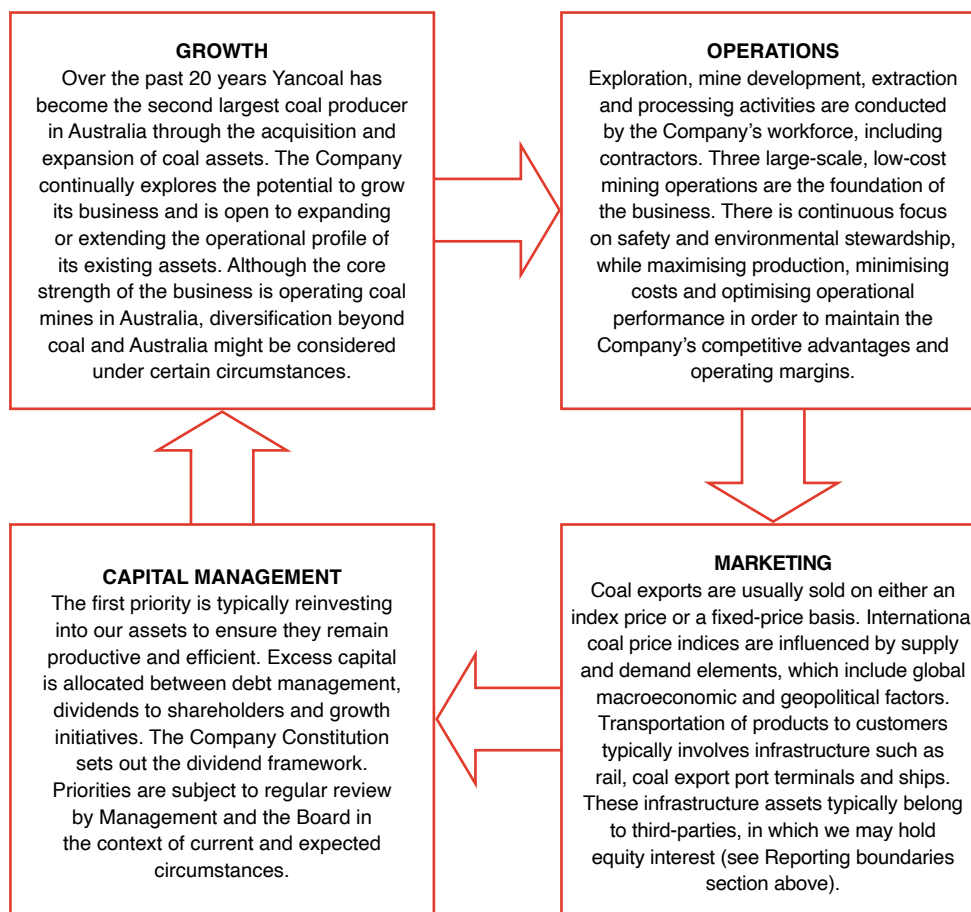 GROWTH
Over the past 20 years Yancoal has
become the second largest coal producer
in Australia through the acquisition and
expansion of coal assets. The Company
continually explores the potential to grow
its business and is open to expanding
or extending the operational profile of
its existing assets. Although the core
strength of the business is operating coal
mines in Australia, diversification beyond
coal and Australia might be considered
under certain circumstances.
OPERATIONS
Exploration, mine development, extraction
and processing activities are conducted
by the Company’s workforce, including
contractors. Three large-scale, low-cost
mining operations are the foundation of
the business. There is continuous focus
on safety and environmental stewardship,
while maximising production, minimising
costs and optimising operational
performance in order to maintain the
Company’s competitive advantages and
operating margins.
CAPITAL MANAGEMENT
The first priority is typically reinvesting
into our assets to ensure they remain
productive and efficient. Excess capital
is allocated between debt management,
dividends to shareholders and growth
initiatives. The Company Constitution
sets out the dividend framework.
Priorities are subject to regular review
by Management and the Board in
the context of current and expected
circumstances.
MARKETING
Coal exports are usually sold on either an
index price or a fixed-price basis. Internationa
coal price indices are influenced by supply
and demand elements, which include global
macroeconomic and geopolitical factors.
Transportation of products to customers
typically involves infrastructure such as
rail, coal export port terminals and ships.
These infrastructure assets typically belong
to third-parties, in which we may hold
equity interest (see Reporting boundaries
section above).